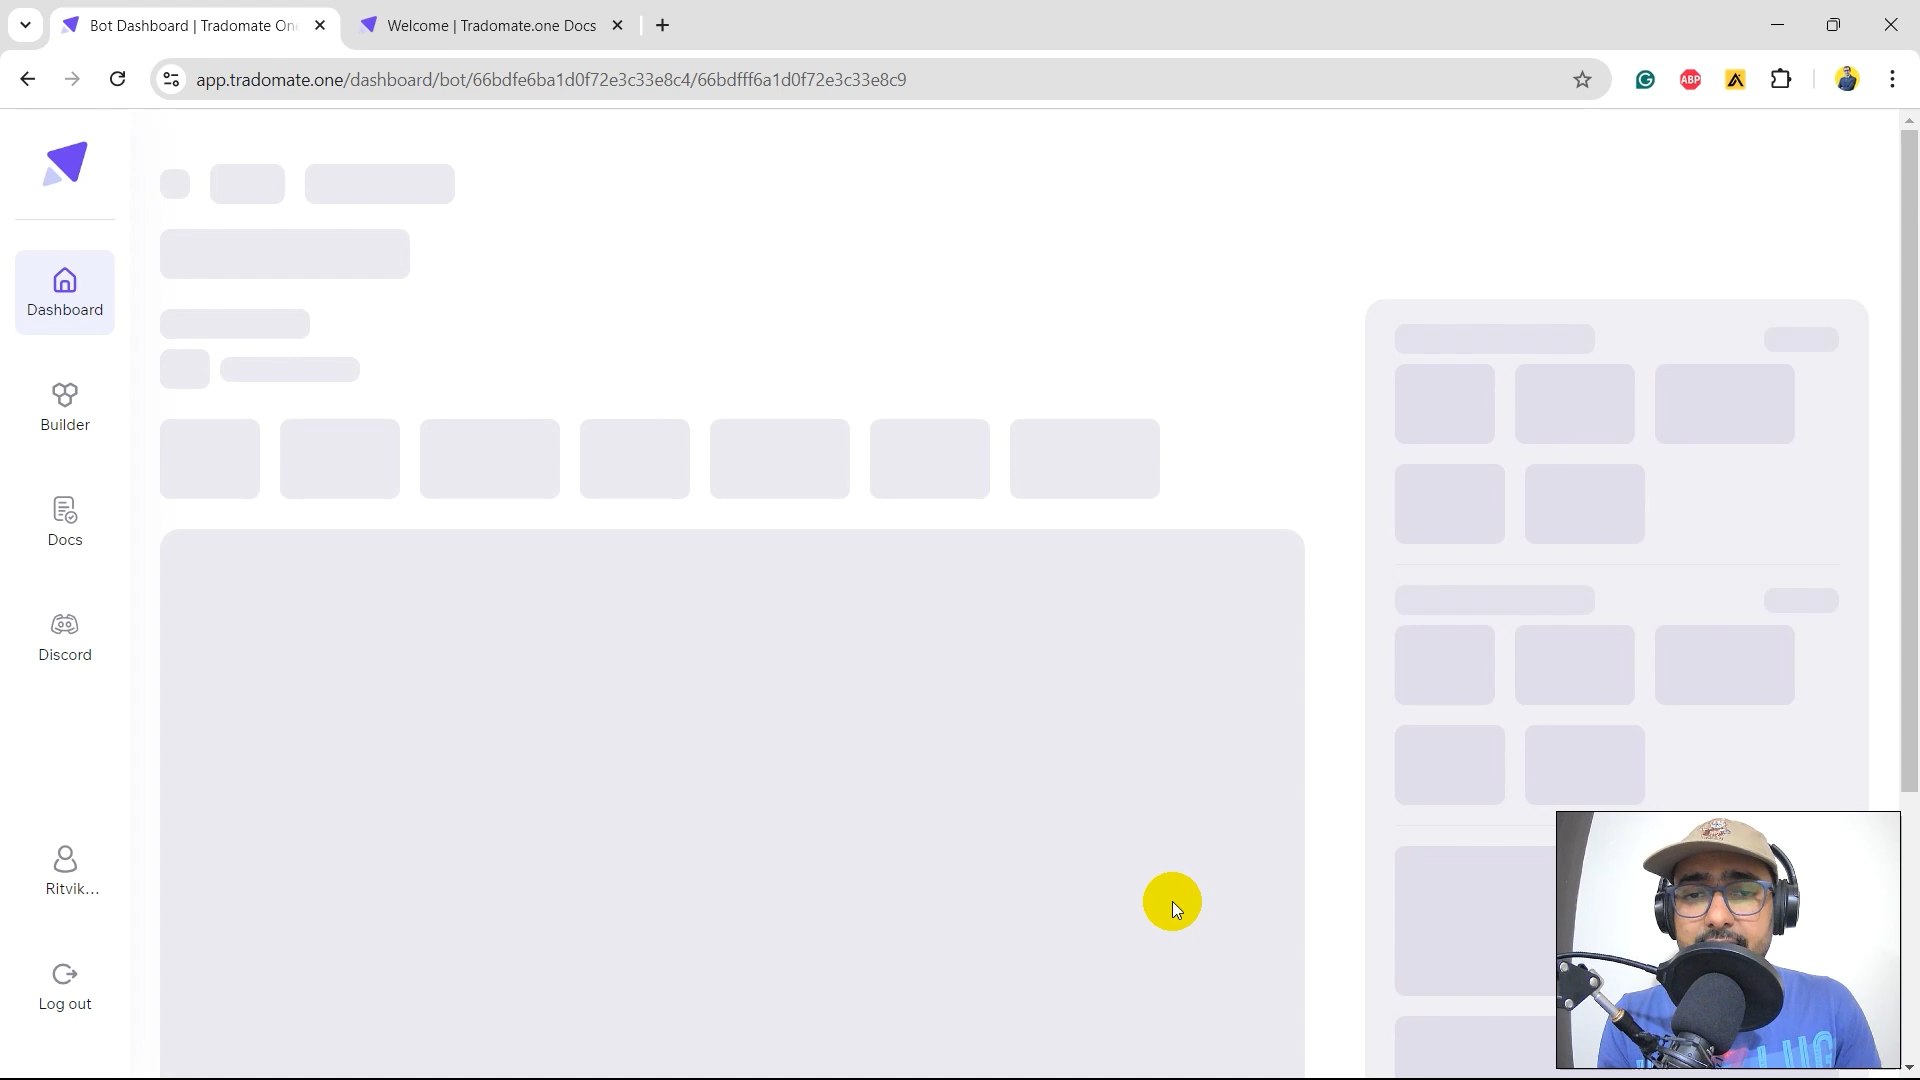 Bot Dashboard | Tradomate On
Welcome | Tradomate.one Docs
app.tradomate.one/dashboard/bot/66bdfe6ba1d0f72e3c33e8c4/66bdfff6a1d0f72e3c33e8c9
ABP
Dashboard
Builder
Docs
Discord
Ritvik...
Log out